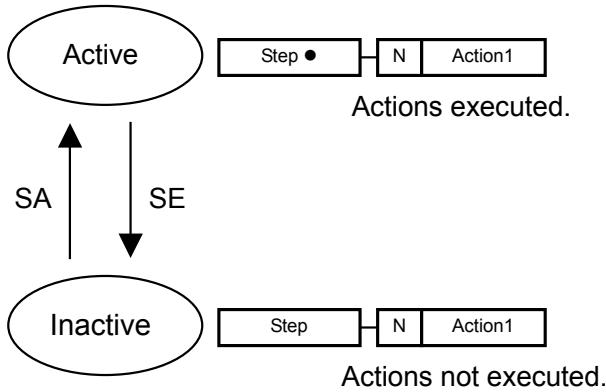 Active
Step ● N Action1
Actions executed.
SA SE
Inactive
Step N Action1
Actions not executed.